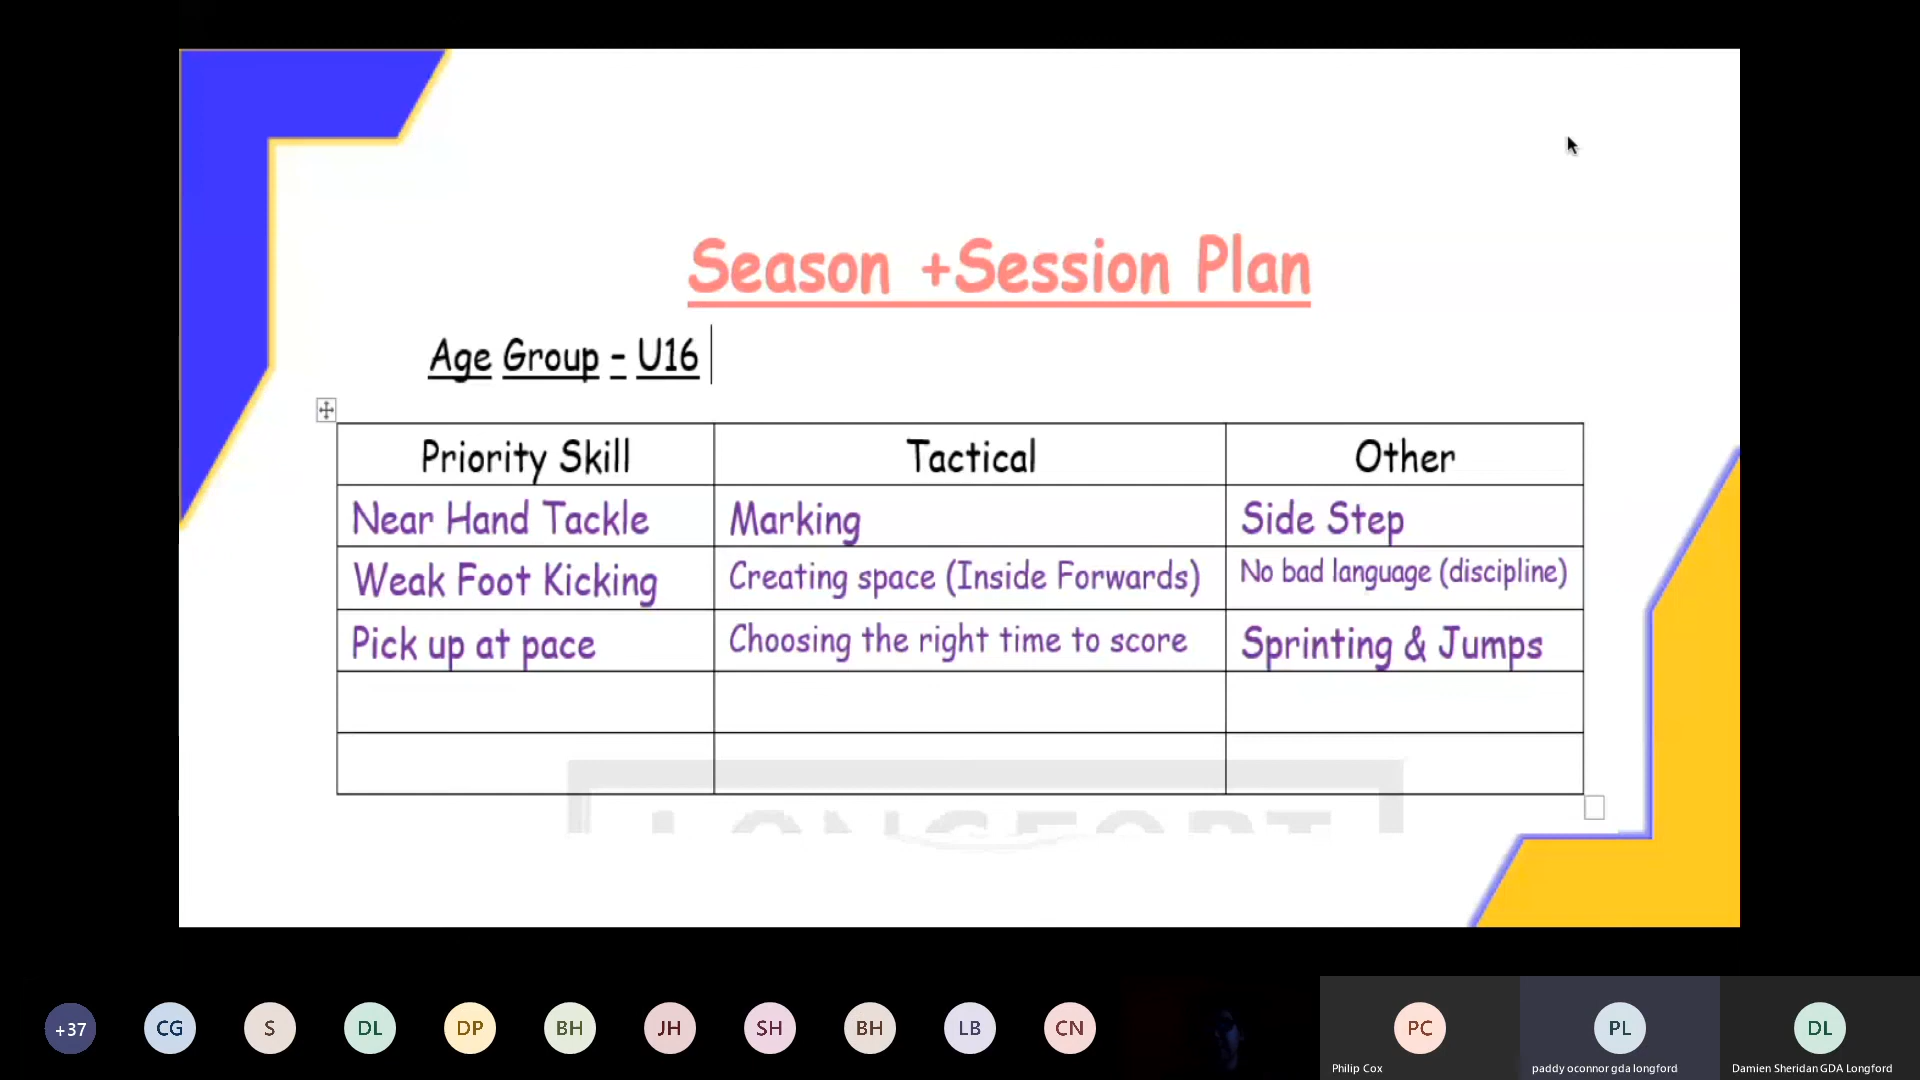 Season +Session Plan
Age Group - U16
Priority Skill Tactical Other
Near Hand Tackle Marking Side Step
Weak Foot Kicking Creating space (Inside Forwards) No bad language (discipline)
Pick up at pace Choosing the right time to score Sprinting & Jumps
+37 CG S DL DP BH JH SH BH LB CN PC PL DL
Philip Cox paddy oconnor gda longford Damien Sheridan GDA Longford